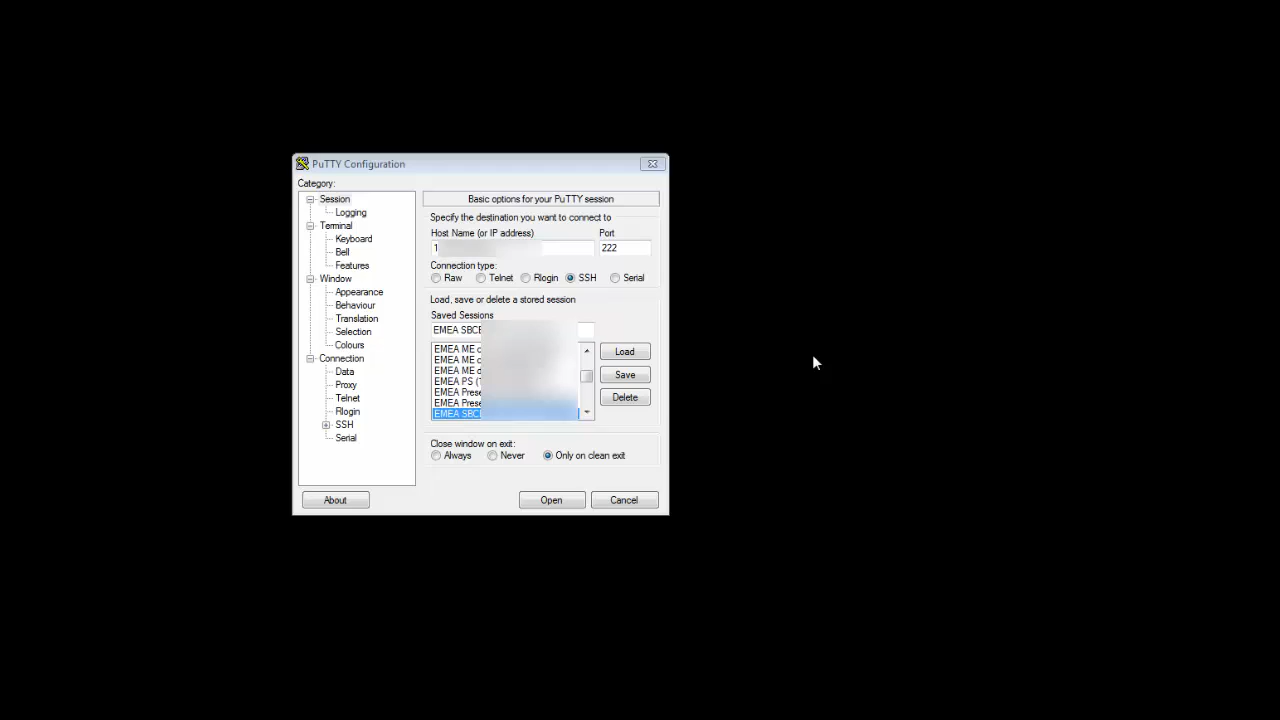 PuTTY Configuration
Category:
Session
Logging
Terminal
Keyboard
Bell
Features
Window
Appearance
Behaviour
Translation
Selection
Colours
Connection
Data
Proxy
Telnet
Rlogin
SSH
Serial
Basic options for your PuTTY session
Specify the destination you want to connect to
Host Name (or IP address) Port
1 222
Connection type:
Raw Telnet Rlogin SSH Serial
Load, save or delete a stored session
Saved Sessions
EMEA
EMEA ME
EMEA ME
EMEA ME
EMEA PS
EMEA
EMEA
EMEA
Load
Save
Delete
Close window on exit:
Always Never Only on clean exit
About Open Cancel